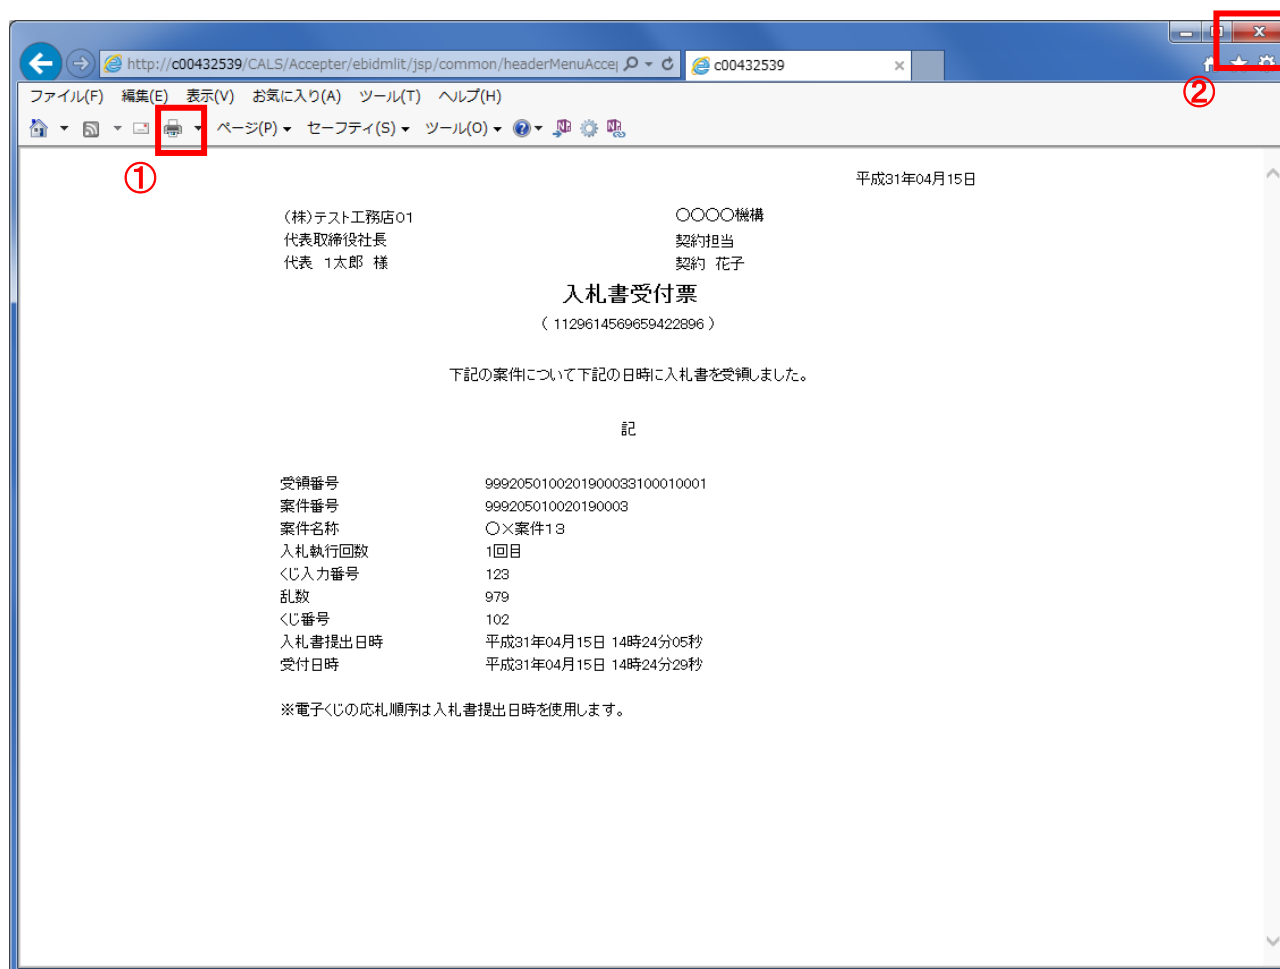 http://c00432539/CALS/Accepter/ebidmlit/jsp/common/headerMenuAccep
c00432539
ファイル(F) 編集(E) 表示(V) お気に入り(A) ツール(T) ヘルプ(H)
ページ(P) セーフティ(S) ツール(O)
①
②
平成31年04月15日
(株)テスト工務店01
代表取締役社長
代表 1太郎 様
〇〇〇〇機構
契約担当
契約 花子
入札書受付票
( 1129614569659422896 )
下記の案件について下記の日時に入札書を受領しました。
記
受領番号 9992050100201900033100010001
案件番号 999205010020190003
案件名称 〇×案件13
入札執行回数 1回目
くじ入力番号 123
乱数 979
くじ番号 102
入札書提出日時 平成31年04月15日 14時24分05秒
受付日時 平成31年04月15日 14時24分29秒
※電子くじの応札順序は入札書提出日時を使用します。